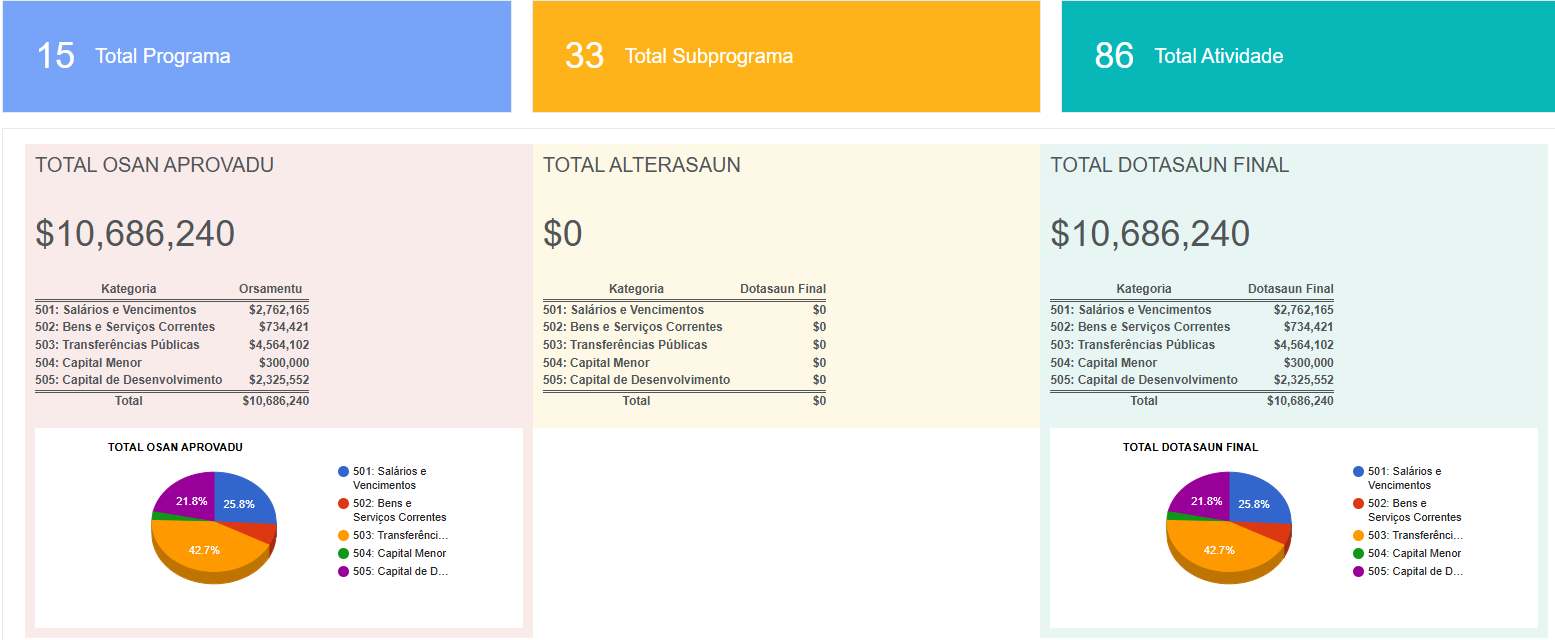 15 Total Programa
33 Total Subprograma
86 Total Atividade
TOTAL OSAN APROVADU
$10,686,240
Kategoria Orsamentu
501: Salários e Vencimentos $2,762,165
502: Bens e Serviços Correntes $734,421
503: Transferências Públicas $4,564,102
504: Capital Menor $300,000
505: Capital de Desenvolvimento $2,325,552
Total $10,686,240
TOTAL OSAN APROVADU
21.8%
25.8%
42.7%
501: Salários e
Vencimentos
502: Bens e
Serviços Correntes
503: Transferênci...
504: Capital Menor
505: Capital de D...
TOTAL ALTERASAUN
$0
Kategoria Dotasaun Final
501: Salários e Vencimentos $0
502: Bens e Serviços Correntes $0
503: Transferências Públicas $0
504: Capital Menor $0
505: Capital de Desenvolvimento $0
Total $0
TOTAL DOTASAUN FINAL
$10,686,240
Kategoria Dotasaun Final
501: Salários e Vencimentos $2,762,165
502: Bens e Serviços Correntes $734,421
503: Transferências Públicas $4,564,102
504: Capital Menor $300,000
505: Capital de Desenvolvimento $2,325,552
Total $10,686,240
TOTAL DOTASAUN FINAL
21.8%
25.8%
42.7%
501: Salários e
Vencimentos
502: Bens e
Serviços Correntes
503: Transferênci...
504: Capital Menor
505: Capital de D...